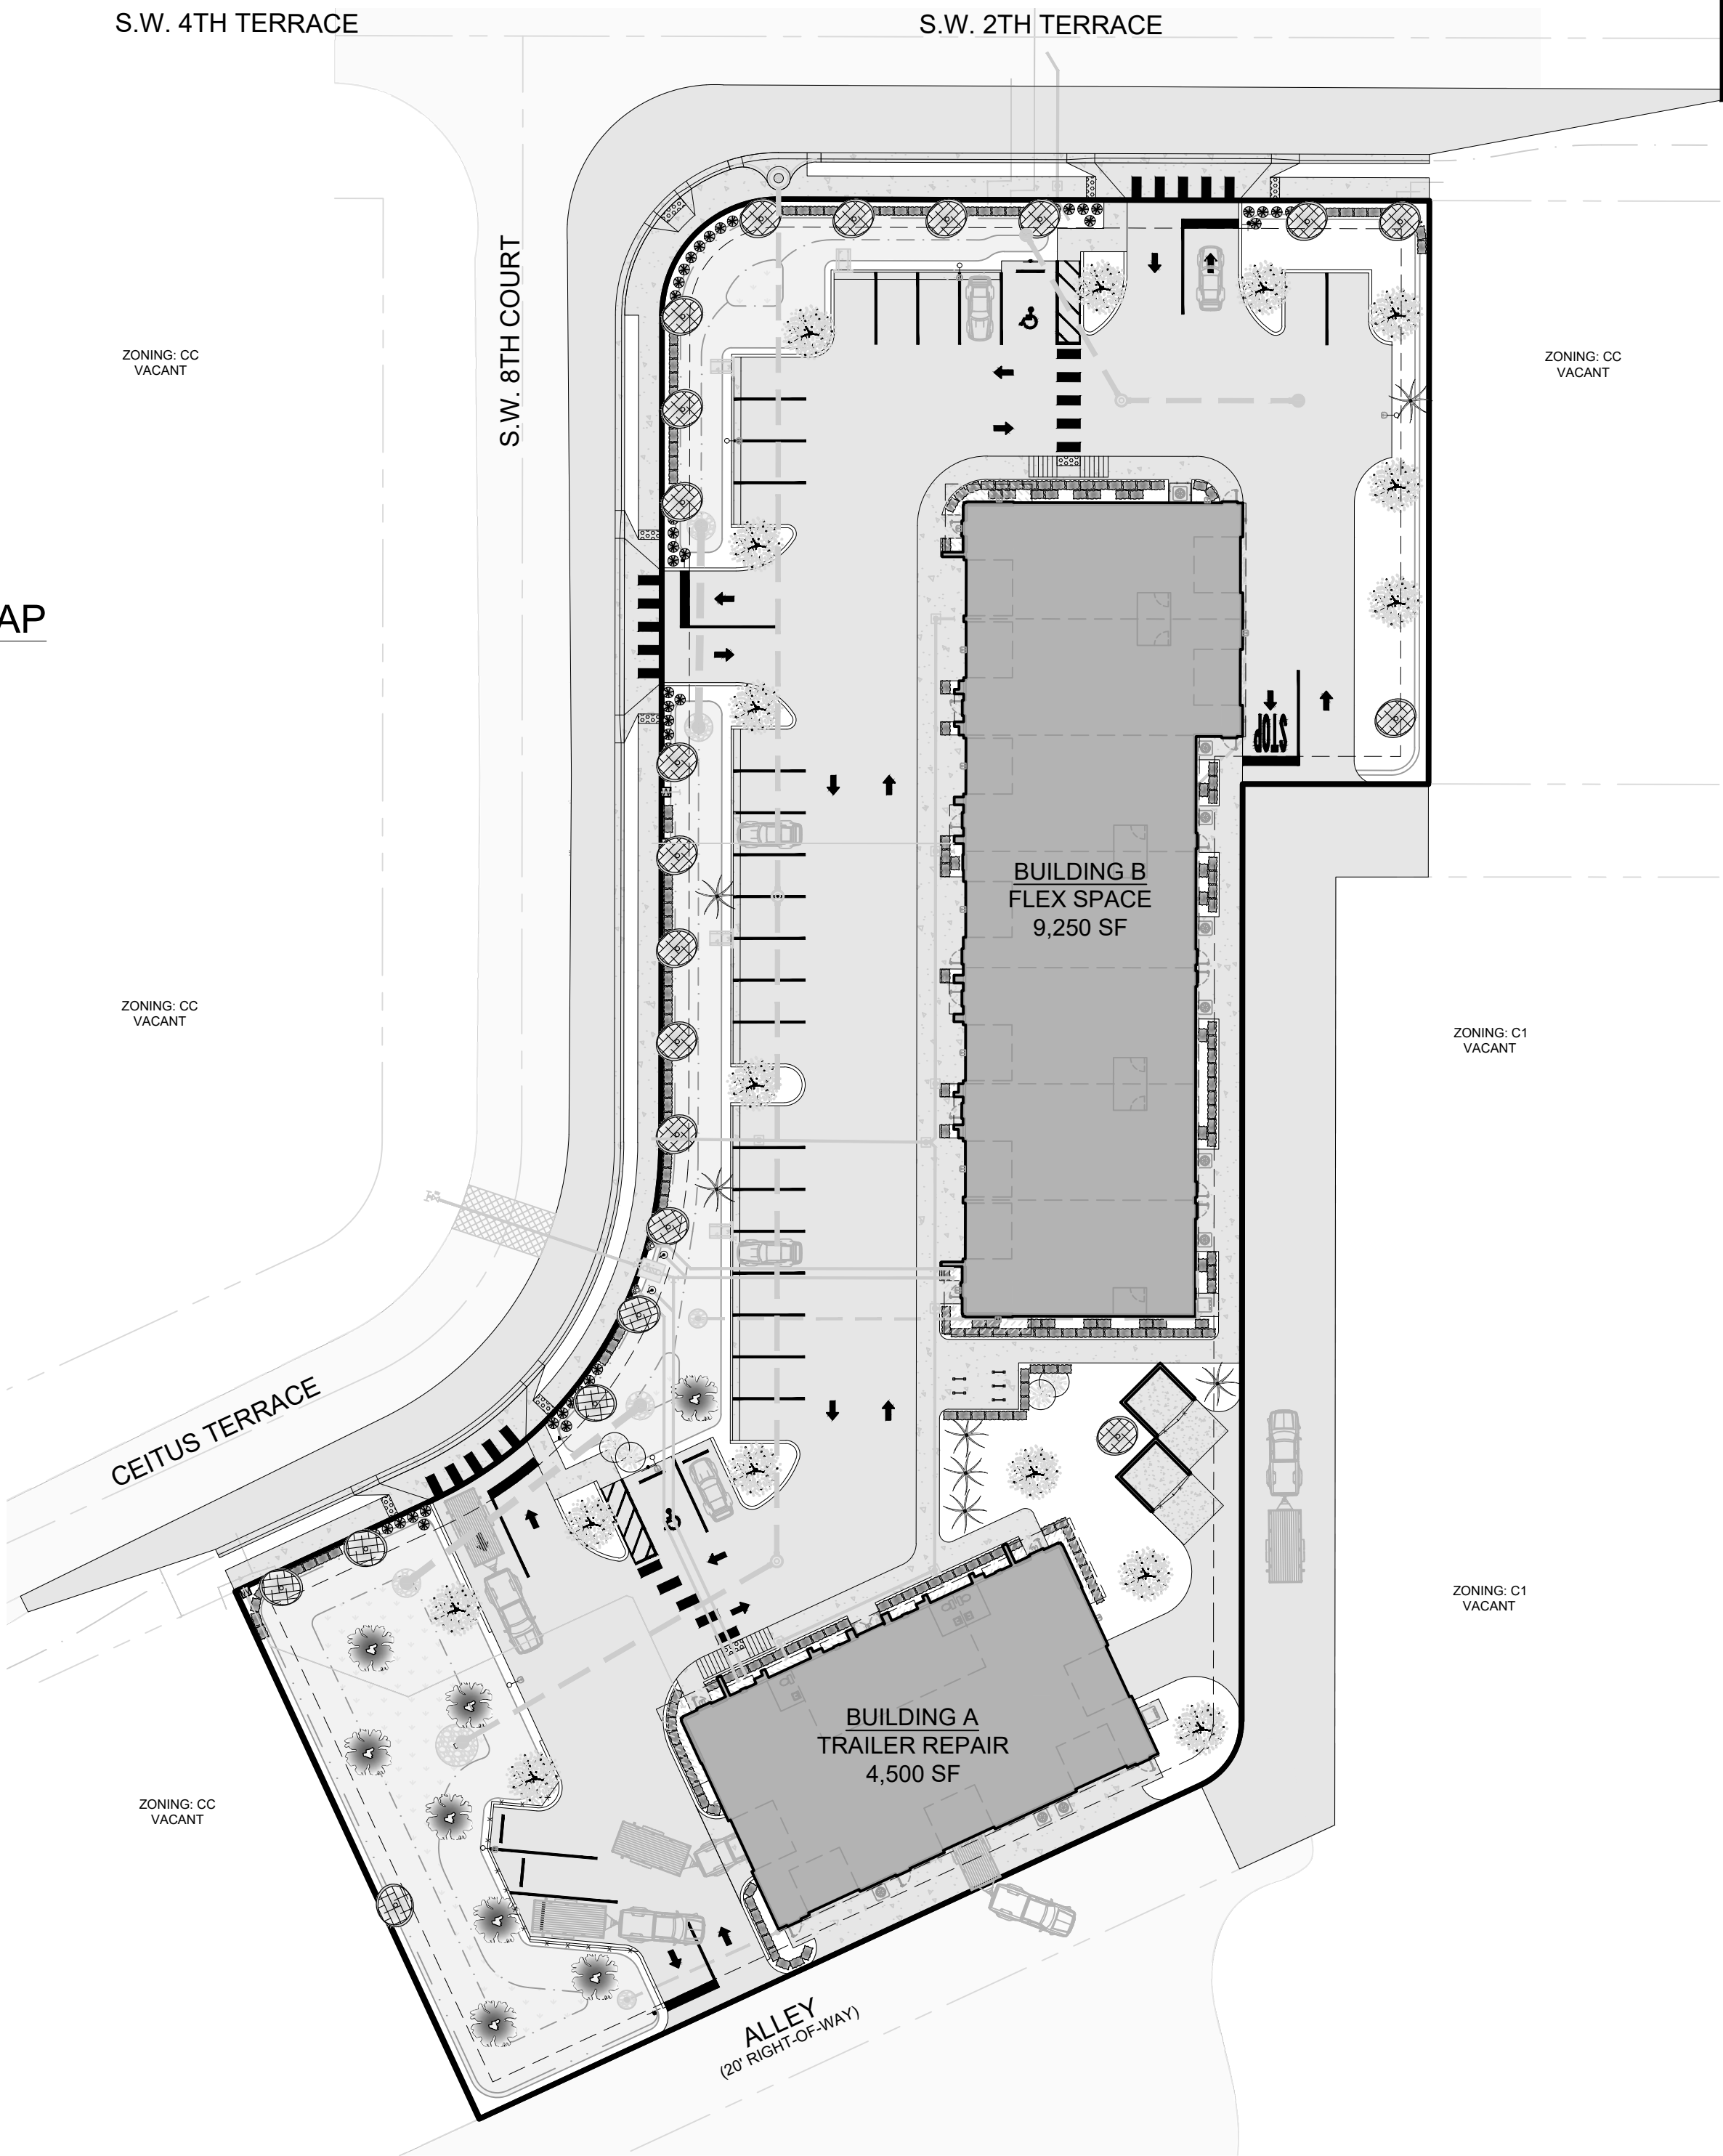 S.W. 4TH TERRACE
S.W. 2TH TERRACE
S.W. 8TH COURT
ZONING: CC
VACANT
ZONING: CC
VACANT
AP
STOP
BUILDING B
FLEX SPACE
9,250 SF
ZONING: CC
VACANT
ZONING: C1
VACANT
CEITUS TERRACE
ZONING: C1
VACANT
BUILDING A
TRAILER REPAIR
4,500 SF
ZONING: CC
VACANT
ALLEY
(20' RIGHT-OF-WAY)